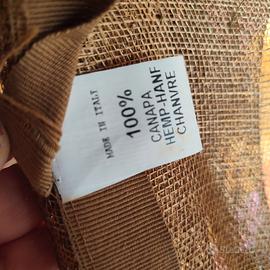 MADE IN ITALY
100%
CANAPA
HEMP-HANF
CHANVRE